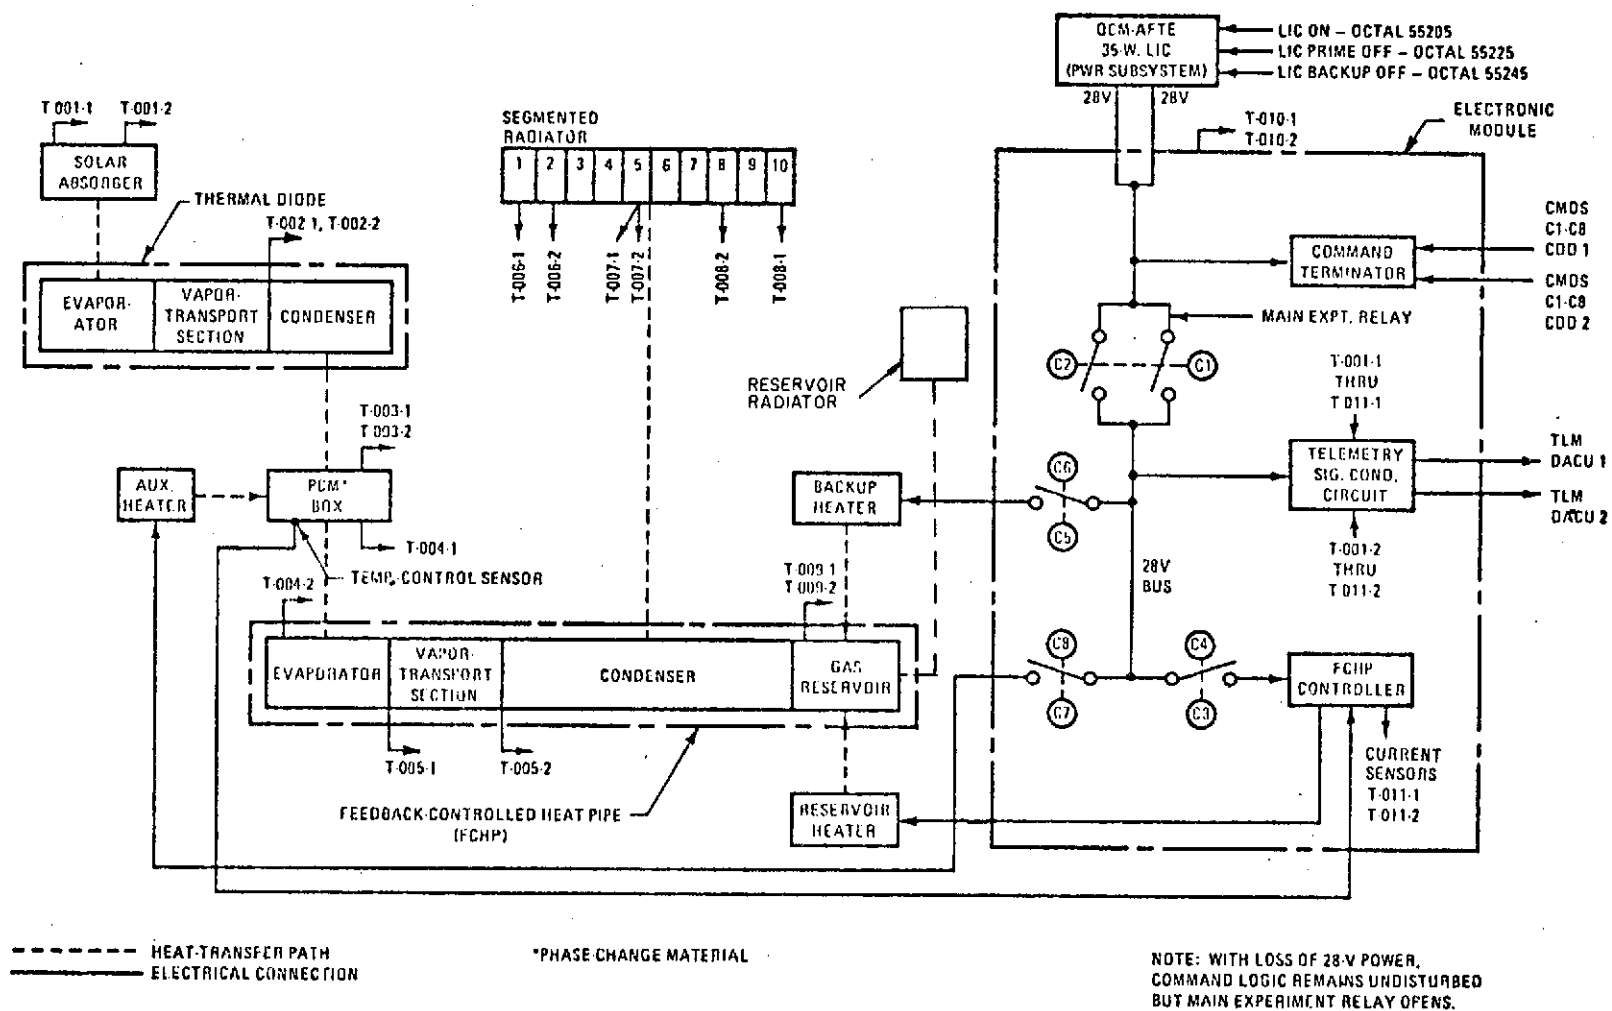 OCM-AFTE
35-W. LIC
(PWR SUBSYSTEM)
LIC ON – OCTAL 55205
LIC PRIME OFF – OCTAL 55225
LIC BACKUP OFF – OCTAL 55245
28V
28V
ELECTRONIC
MODULE
T-010-1
T-010-2
T 001-1
T-001-2
SOLAR
ABSORBER
THERMAL DIODE
T-002 1, T-002-2
EVAPOR-
ATOR
VAPOR-
TRANSPORT
SECTION
CONDENSER
SEGMENTED
RADIATOR
1
2
3
4
5
6
7
8
9
10
T-006-1
T-006-2
T-007-1
T-007-2
T-008-2
T-008-1
RESERVOIR
RADIATOR
COMMAND
TERMINATOR
CMDS
C1-C8
CDD 1
CMDS
C1-C8
CDD 2
MAIN EXPT. RELAY
C2
C1
T-001-1
THRU
T 011-1
TELEMETRY
SIG. COND.
CIRCUIT
TLM
DACU 1
TLM
DACU 2
T-001-2
THRU
T 011-2
T-003-1
T 003-2
AUX.
HEATER
PCM*
BOX
T-004-1
TEMP. CONTROL SENSOR
T-004-2
BACKUP
HEATER
C6
C5
28V
BUS
T-009 1
T-009-2
EVAPORATOR
VAPOR-
TRANSPORT
SECTION
CONDENSER
GAS
RESERVOIR
C8
C7
C4
C3
FCHP
CONTROLLER
T-005-1
T-005-2
CURRENT
SENSORS
T-011-1
T-011-2
FEEDBACK-CONTROLLED HEAT PIPE
(FCHP)
RESERVOIR
HEATER
HEAT-TRANSFER PATH
ELECTRICAL CONNECTION
*PHASE-CHANGE MATERIAL
NOTE: WITH LOSS OF 28-V POWER,
COMMAND LOGIC REMAINS UNDISTURBED
BUT MAIN EXPERIMENT RELAY OPENS.